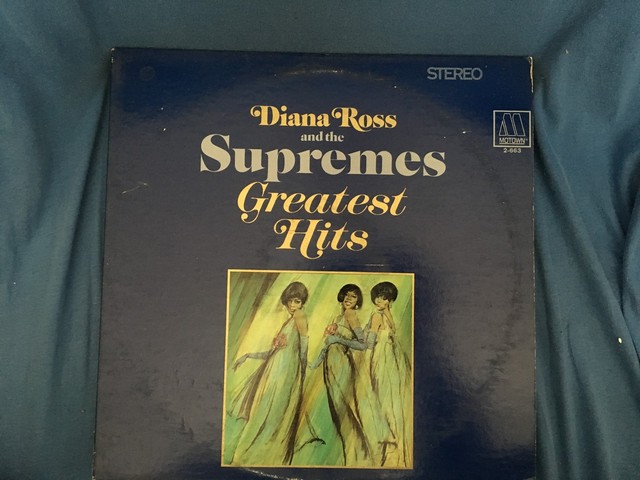 STEREO
Diana Ross
and the
Supremes
Greatest
Hits
MOTOWN
2-663